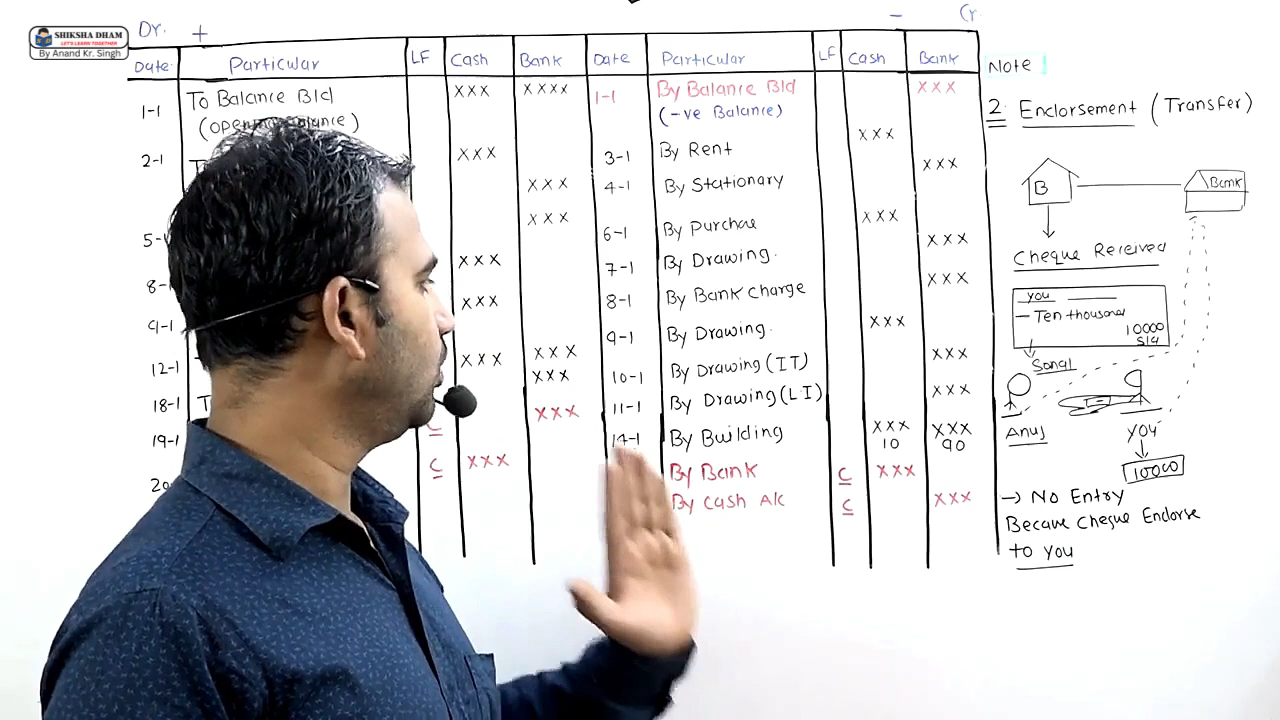 SHIKSHA DHAM
LET'S LEARN TOGETHER
By Anand Kr. Singh
Dr. +
- Cr.
Date Particular LF Cash Bank Date Particular LF Cash Bank
1-1 To Balance B/d XXX XXXX 1-1 By Balance B/d XXX
(opening Balance) (-ve Balance)
2-1 XXX 3-1 By Rent XXX
XXX 4-1 By Stationary XXX
5-1 XXX 6-1 By Purchae XXX
XXX 7-1 By Drawing. XXX
8-1 XXX 8-1 By Bank Charge XXX
9-1 9-1 By Drawing. XXX
12-1 XXX XXX 10-1 By Drawing (IT) XXX
18-1 XXX 11-1 By Drawing (L.I) XXX
19-1 C XXX 14-1 By Building XXX XXX
10 90
C XXX By Bank C XXX
By Cash A/c C XXX
Note
2. Endorsement (Transfer)
B Bank
Cheque Received
you
Ten thousand
10000
Sonal
Anuj you
10000
→ No Entry
Becaue Cheque Endorse
to you